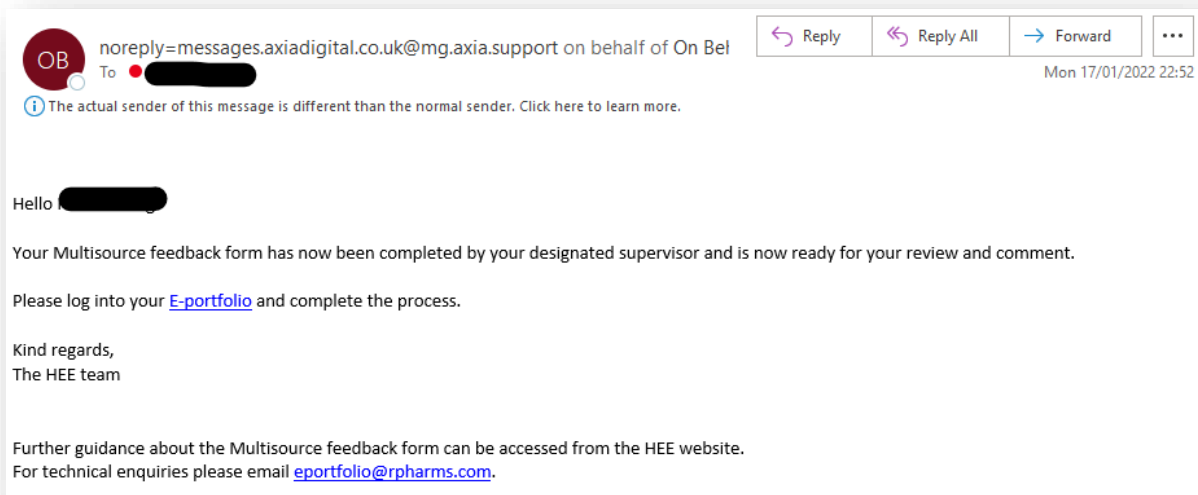 Reply
Reply All
Forward
...
OB
noreply=messages.axiadigital.co.uk@mg.axia.support on behalf of On Bel
To
Mon 17/01/2022 22:52
The actual sender of this message is different than the normal sender. Click here to learn more.
Hello
Your Multisource feedback form has now been completed by your designated supervisor and is now ready for your review and comment.
Please log into your E-portfolio and complete the process.
Kind regards,
The HEE team
Further guidance about the Multisource feedback form can be accessed from the HEE website.
For technical enquiries please email eportfolio@rpharms.com.